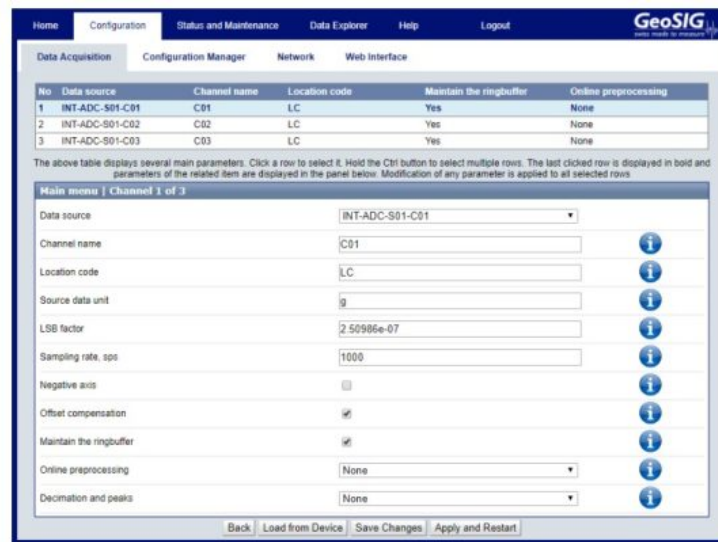 Home Configuration Status and Maintenance Data Explorer Help Logout GeoSIG
swiss made to measure
Data Acquisition Configuration Manager Network Web Interface
No Data source Channel name Location code Maintain the ringbuffer Online preprocessing
1 INT-ADC-S01-C01 C01 LC Yes None
2 INT-ADC-S01-C02 C02 LC Yes None
3 INT-ADC-S01-C03 C03 LC Yes None
The above table displays several main parameters. Click a row to select it. Hold the Ctrl button to select multiple rows. The last clicked row is displayed in bold and
parameters of the related item are displayed in the panel below. Modification of any parameter is applied to all selected rows
Main menu | Channel 1 of 3
Data source INT-ADC-S01-C01
Channel name C01
Location code LC
Source data unit g
LSB factor 2.50986e-07
Sampling rate, sps 1000
Negative axis
Offset compensation
Maintain the ringbuffer
Online preprocessing None
Decimation and peaks None
Back Load from Device Save Changes Apply and Restart